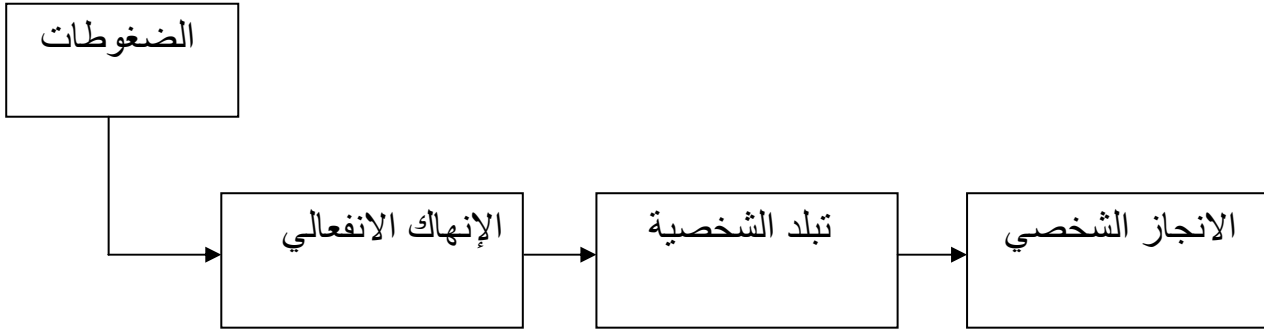 الضغوطات
الإنهاك الانفعالي
تبلد الشخصية
الانجاز الشخصي